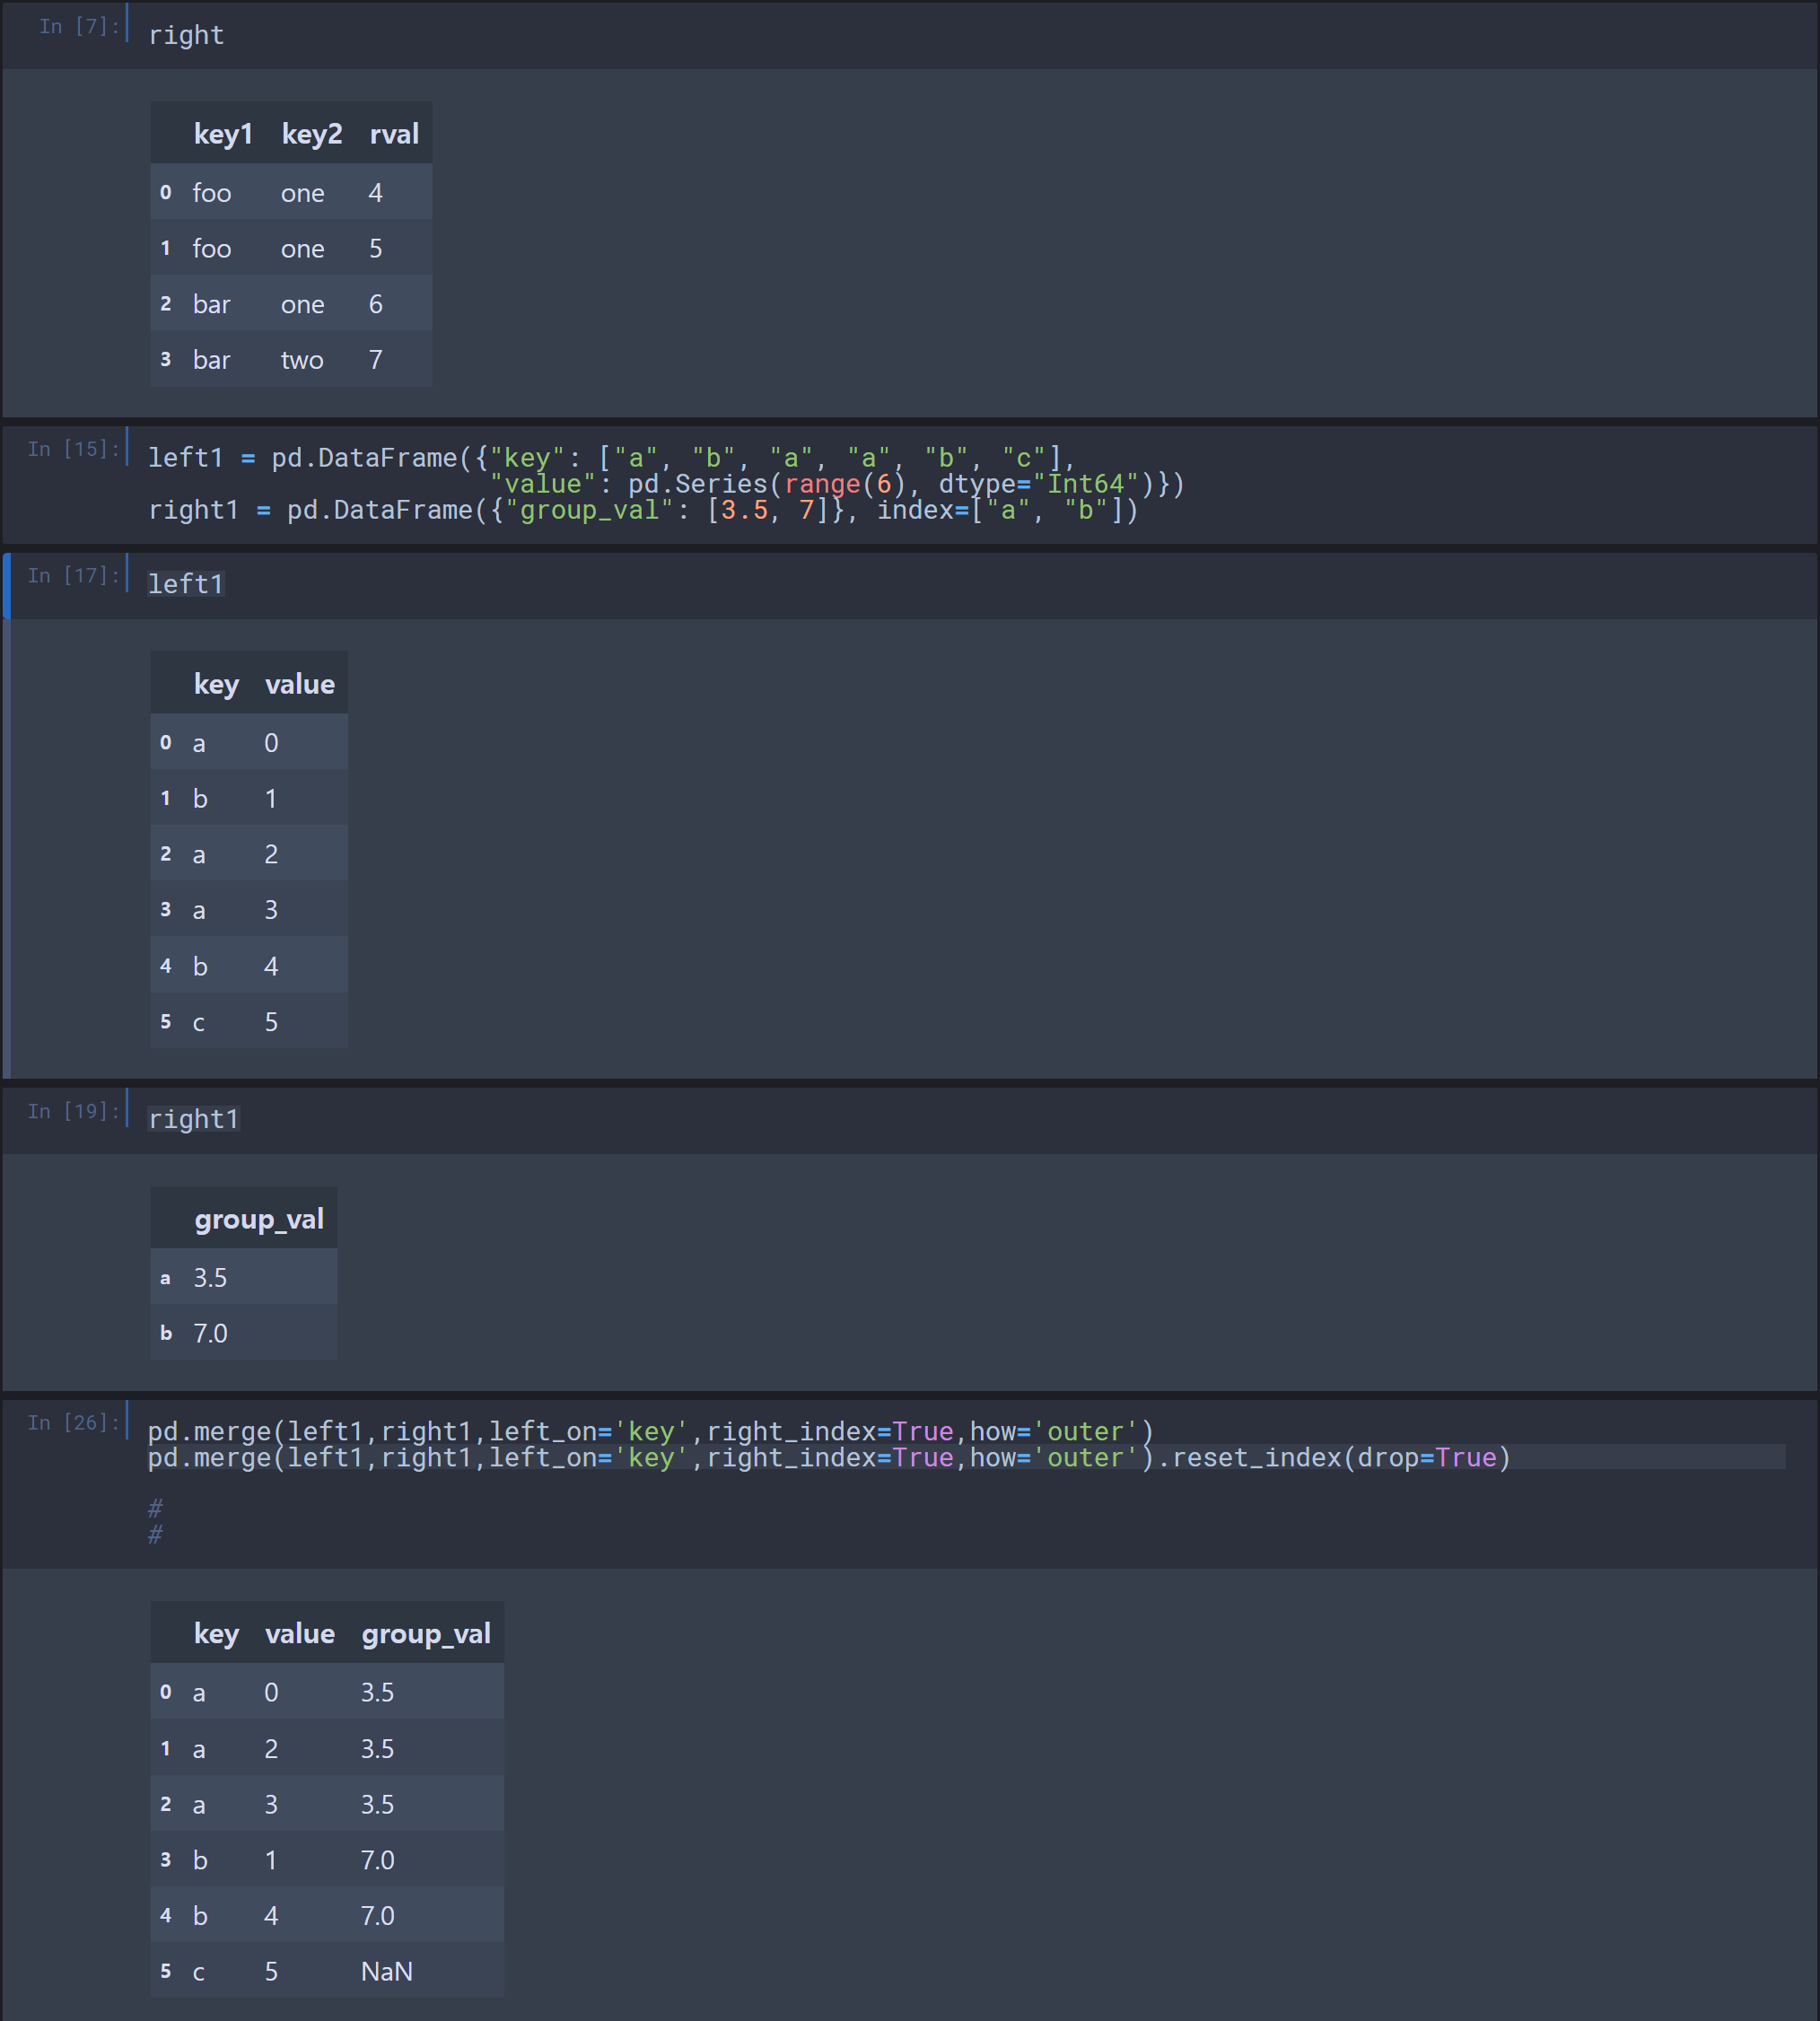 In [7]: right
key1 key2 rval
0 foo one 4
1 foo one 5
2 bar one 6
3 bar two 7
In [15]: left1 = pd.DataFrame({"key": ["a", "b", "a", "a", "b", "c"],
"value": pd.Series(range(6), dtype="Int64")})
right1 = pd.DataFrame({"group_val": [3.5, 7]}, index=["a", "b"])
In [17]: left1
key value
0 a 0
1 b 1
2 a 2
3 a 3
4 b 4
5 c 5
In [19]: right1
group_val
a 3.5
b 7.0
In [26]: pd.merge(left1,right1,left_on='key',right_index=True,how='outer')
pd.merge(left1,right1,left_on='key',right_index=True,how='outer').reset_index(drop=True)
#
#
key value group_val
0 a 0 3.5
1 a 2 3.5
2 a 3 3.5
3 b 1 7.0
4 b 4 7.0
5 c 5 NaN